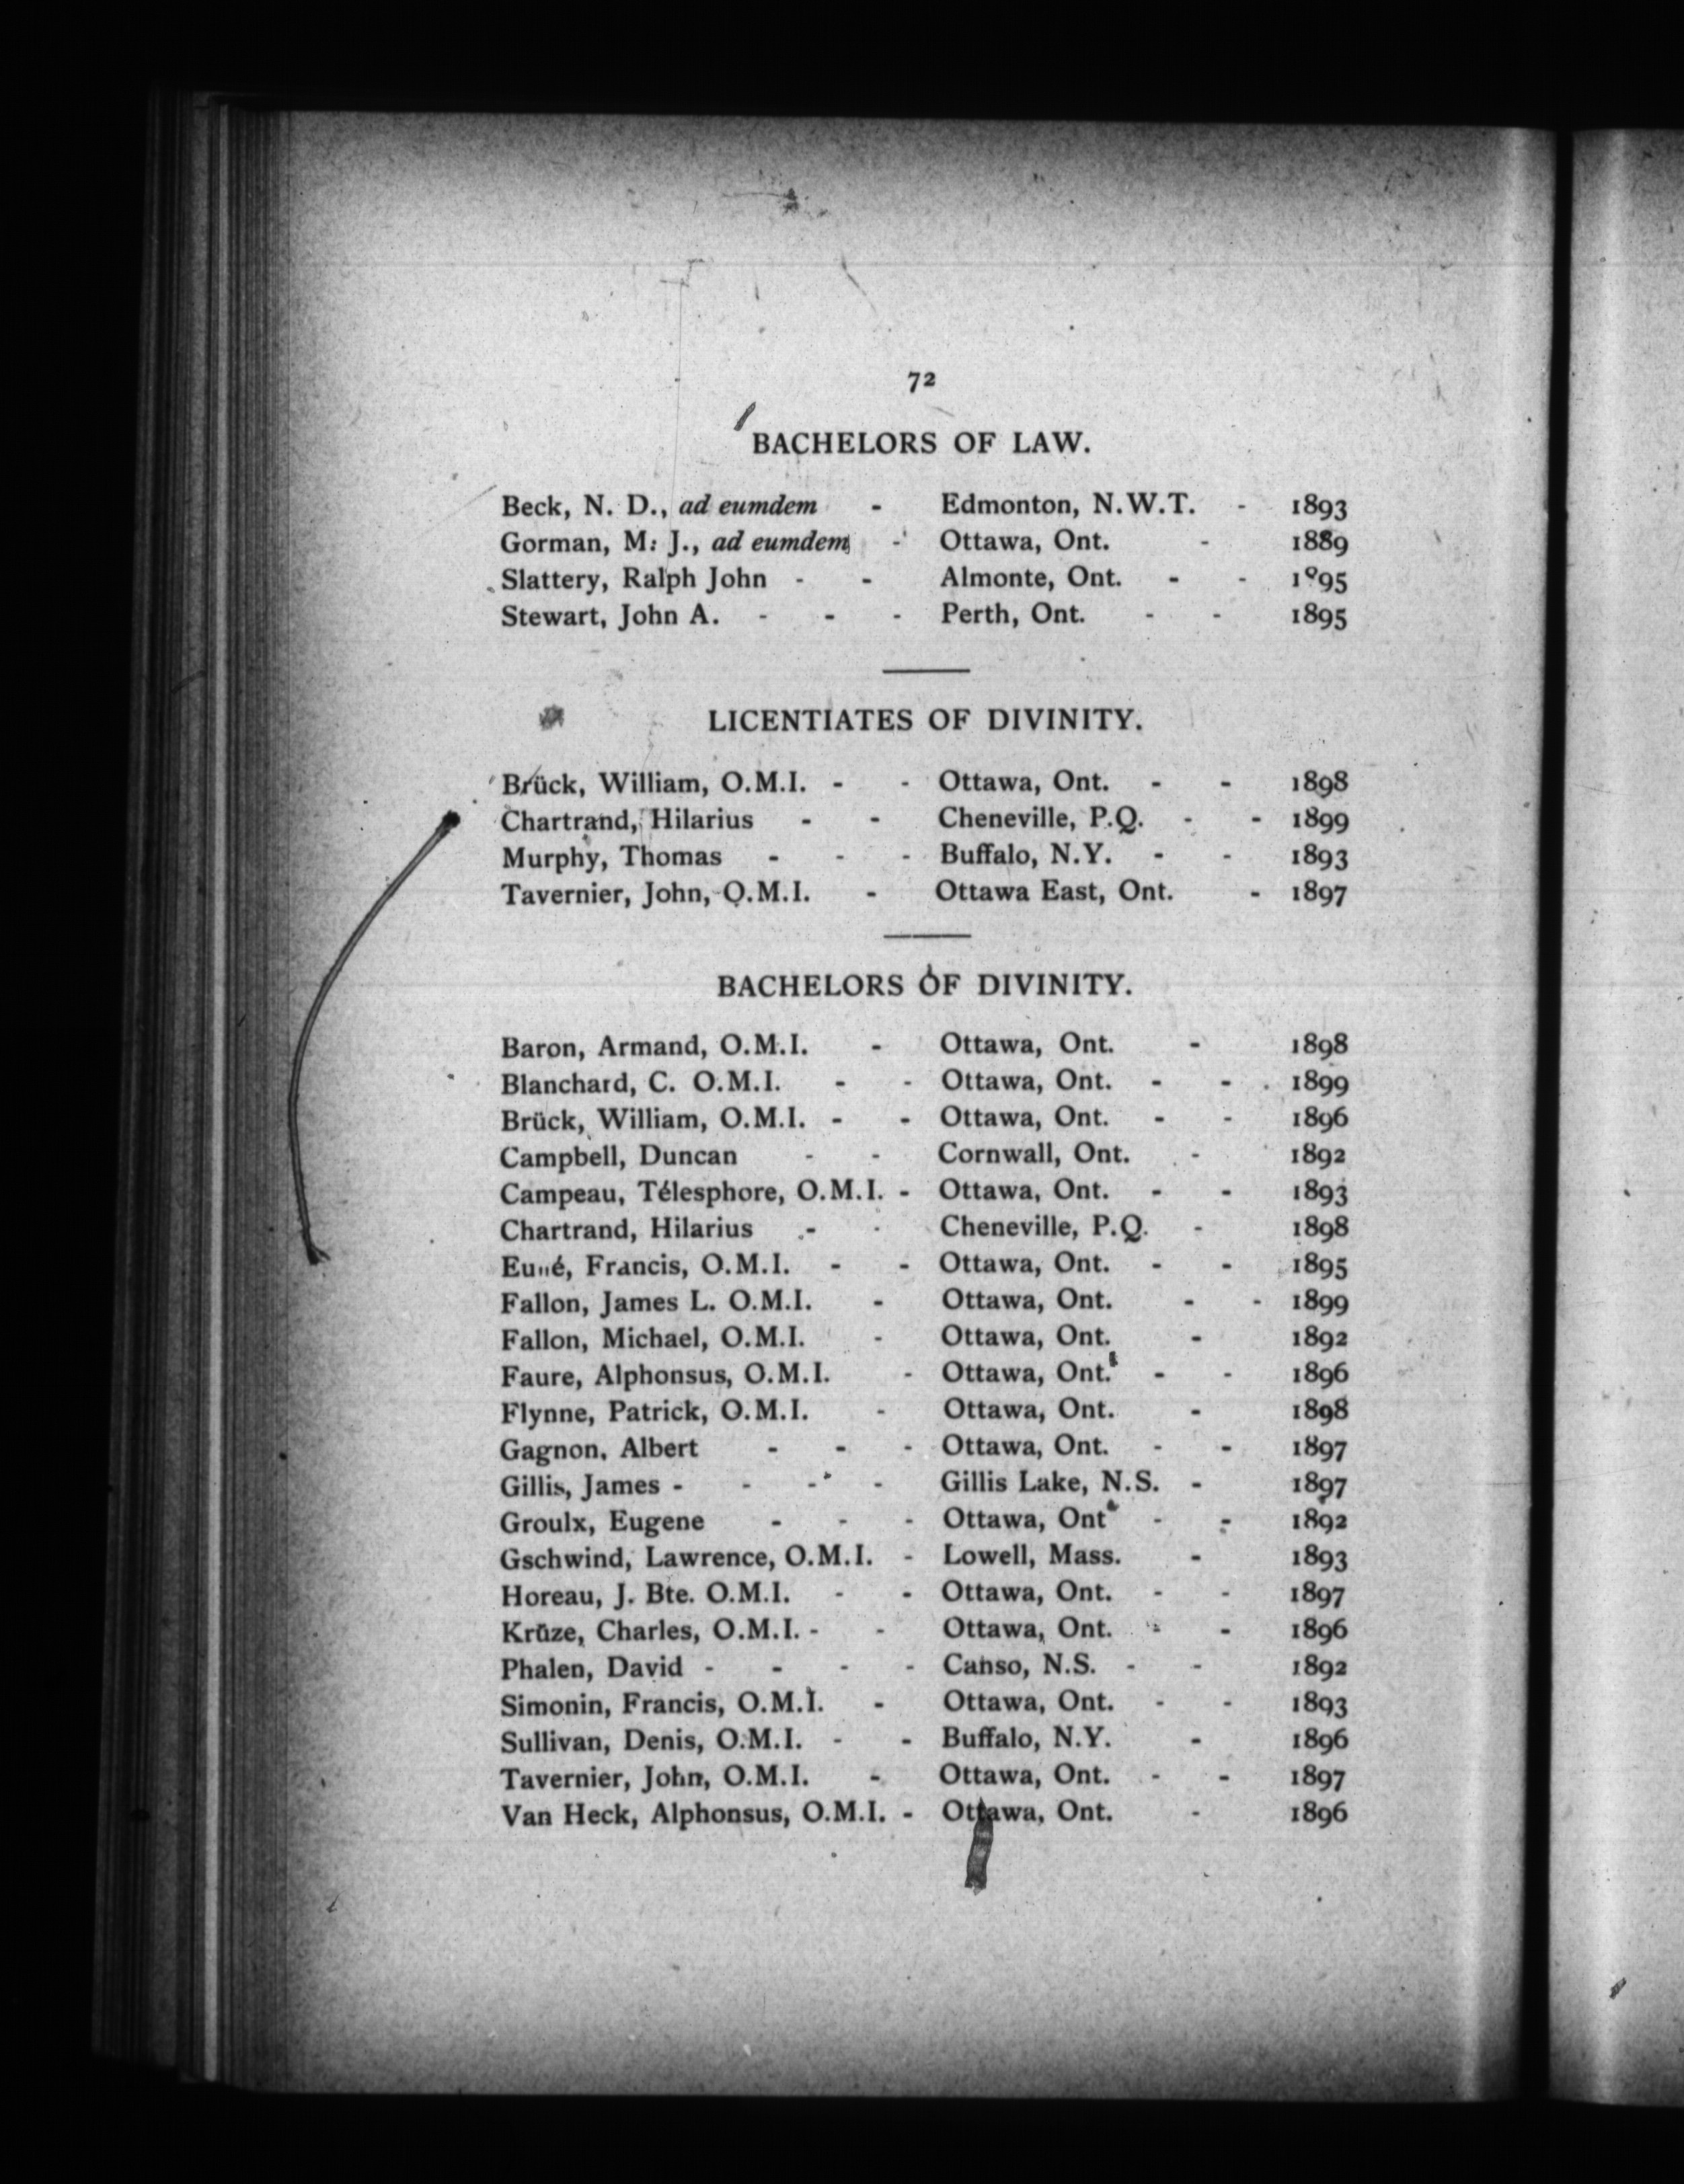 72
BACHELORS OF LAW.
Beck, N. D., ad eumdem - Edmonton, N.W.T. - 1893
Gorman, M. J., ad eumdem - Ottawa, Ont. - 1889
Slattery, Ralph John - - Almonte, Ont. - - 1895
Stewart, John A. - - - Perth, Ont. - - 1895
LICENTIATES OF DIVINITY.
Brück, William, O.M.I. - - Ottawa, Ont. - - 1898
Chartrand, Hilarius - - Cheneville, P.Q. - - 1899
Murphy, Thomas - - - Buffalo, N.Y. - - 1893
Tavernier, John, O.M.I. - Ottawa East, Ont. - 1897
BACHELORS OF DIVINITY.
Baron, Armand, O.M.I. - Ottawa, Ont. - 1898
Blanchard, C. O.M.I. - - Ottawa, Ont. - - 1899
Brück, William, O.M.I. - - Ottawa, Ont. - - 1896
Campbell, Duncan - - Cornwall, Ont. - 1892
Campeau, Télesphore, O.M.I. - Ottawa, Ont. - - 1893
Chartrand, Hilarius - - Cheneville, P.Q. - 1898
Francis, O.M.I. - - Ottawa, Ont. - - 1895
Fallon, James L. O.M.I. - Ottawa, Ont. - - 1899
Fallon, Michael, O.M.I. - Ottawa, Ont. - 1892
Faure, Alphonsus, O.M.I. - Ottawa, Ont. - - 1896
Flynne, Patrick, O.M.I. - Ottawa, Ont. - 1898
Gagnon, Albert - - - Ottawa, Ont. - - 1897
Gillis, James - - - - Gillis Lake, N.S. - 1897
Groulx, Eugene - - - Ottawa, Ont - - 1892
Gschwind, Lawrence, O.M.I. - Lowell, Mass. - 1893
Horeau, J. Bte. O.M.I. - - Ottawa, Ont. - - 1897
Krüze, Charles, O.M.I. - - Ottawa, Ont. - - 1896
Phalen, David - - - - Canso, N.S. - - 1892
Simonin, Francis, O.M.I. - Ottawa, Ont. - - 1893
Sullivan, Denis, O.M.I. - - Buffalo, N.Y. - 1896
Tavernier, John, O.M.I. - Ottawa, Ont. - - 1897
Van Heck, Alphonsus, O.M.I. - Ottawa, Ont. - 1896